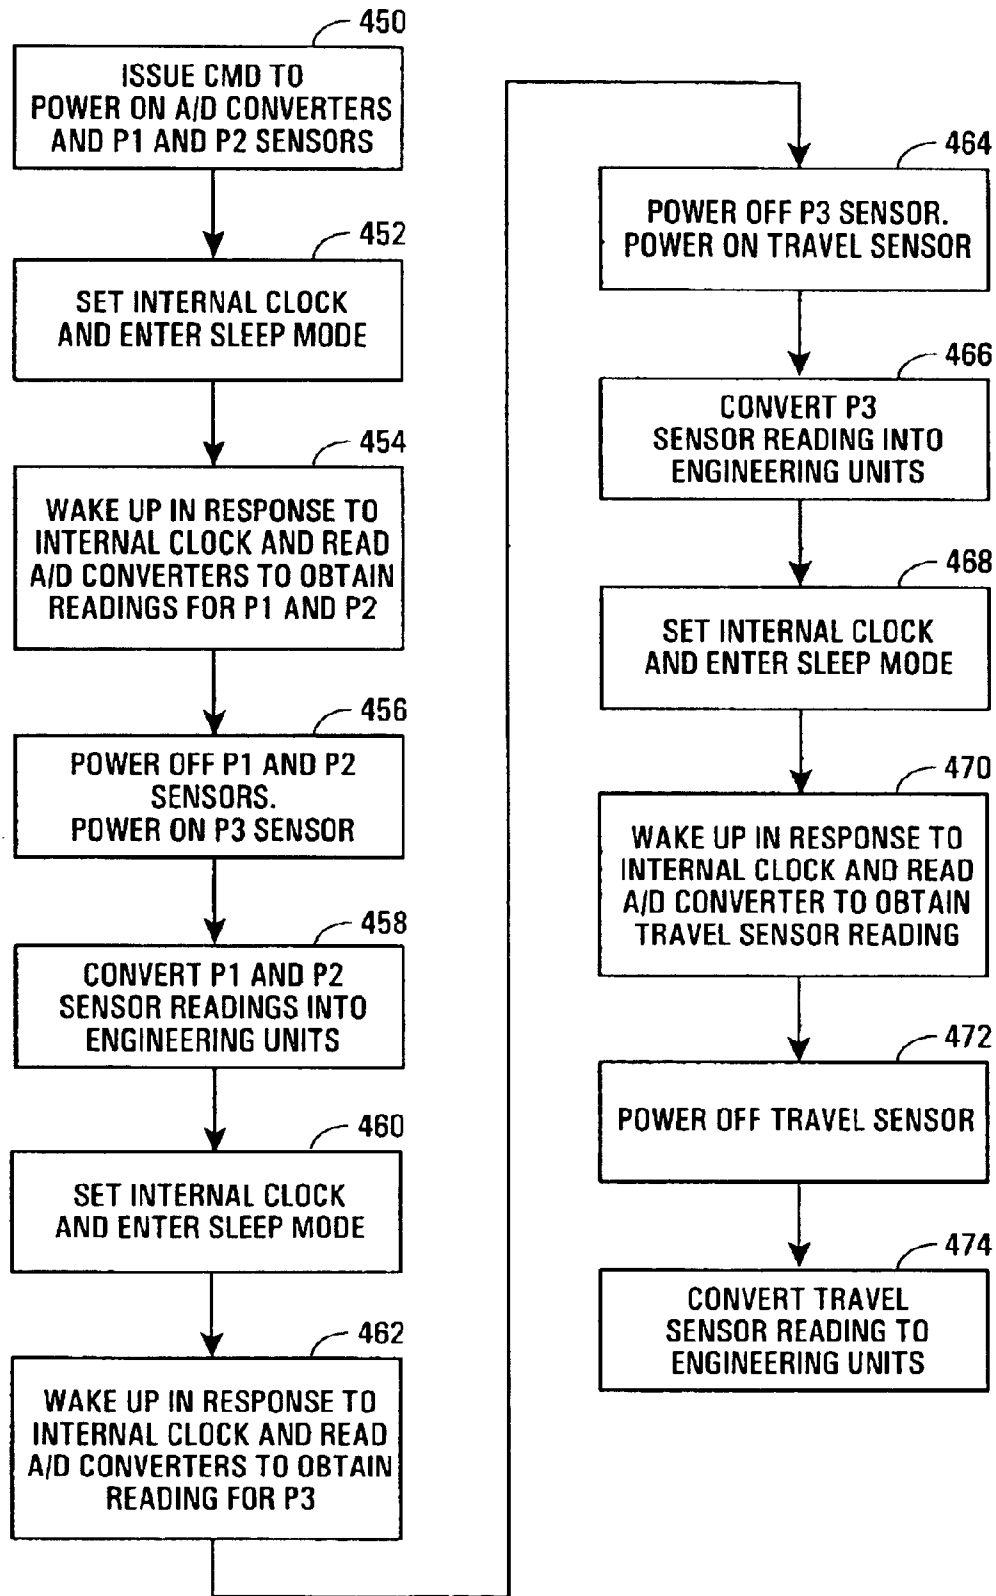 450
ISSUE CMD TO
POWER ON A/D CONVERTERS
AND P1 AND P2 SENSORS
452
SET INTERNAL CLOCK
AND ENTER SLEEP MODE
454
WAKE UP IN RESPONSE TO
INTERNAL CLOCK AND READ
A/D CONVERTERS TO OBTAIN
READINGS FOR P1 AND P2
456
POWER OFF P1 AND P2
SENSORS.
POWER ON P3 SENSOR
458
CONVERT P1 AND P2
SENSOR READINGS INTO
ENGINEERING UNITS
460
SET INTERNAL CLOCK
AND ENTER SLEEP MODE
462
WAKE UP IN RESPONSE TO
INTERNAL CLOCK AND READ
A/D CONVERTERS TO OBTAIN
READING FOR P3
464
POWER OFF P3 SENSOR.
POWER ON TRAVEL SENSOR
466
CONVERT P3
SENSOR READING INTO
ENGINEERING UNITS
468
SET INTERNAL CLOCK
AND ENTER SLEEP MODE
470
WAKE UP IN RESPONSE TO
INTERNAL CLOCK AND READ
A/D CONVERTER TO OBTAIN
TRAVEL SENSOR READING
472
POWER OFF TRAVEL SENSOR
474
CONVERT TRAVEL
SENSOR READING TO
ENGINEERING UNITS